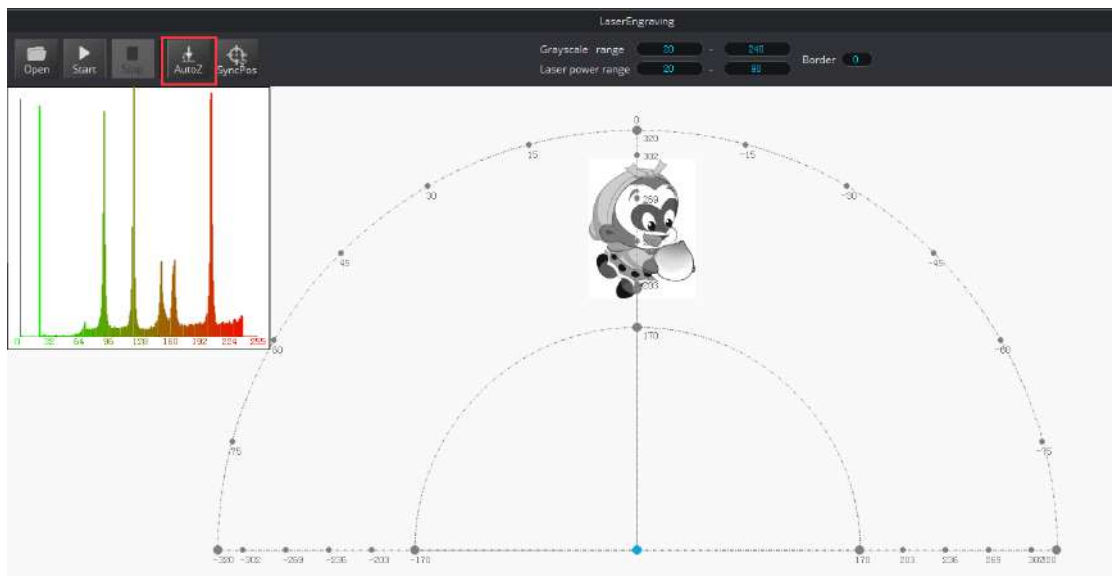 LaserEngraving
Open Start Stop AutoZ SyncPos
Grayscale range 20 - 240
Laser power range 20 - 90
Border 0
0 32 64 96 128 160 192 224 255
0
320
15 302 -15
30 269 -30
45 -45
203
60 170 -60
75 -75
-320 -302 -269 -236 -203 -170 170 203 236 269 302 320